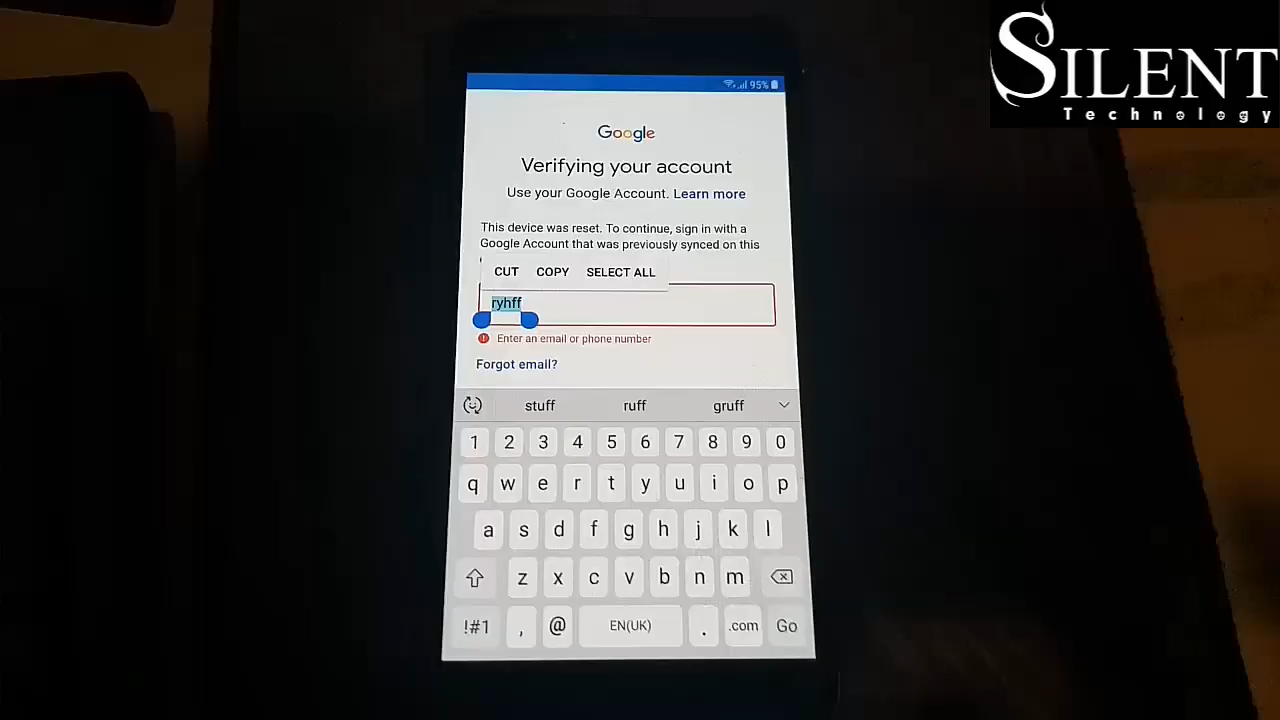 SILENT
Technology
95%
Google
Verifying your account
Use your Google Account. Learn more
This device was reset. To continue, sign in with a
Google Account that was previously synced on this
CUT COPY SELECT ALL
ryhff
Enter an email or phone number
Forgot email?
stuff ruff gruff
1 2 3 4 5 6 7 8 9 0
q w e r t y u i o p
a s d f g h j k l
z x c v b n m
!#1 , @ EN(UK) . .com Go